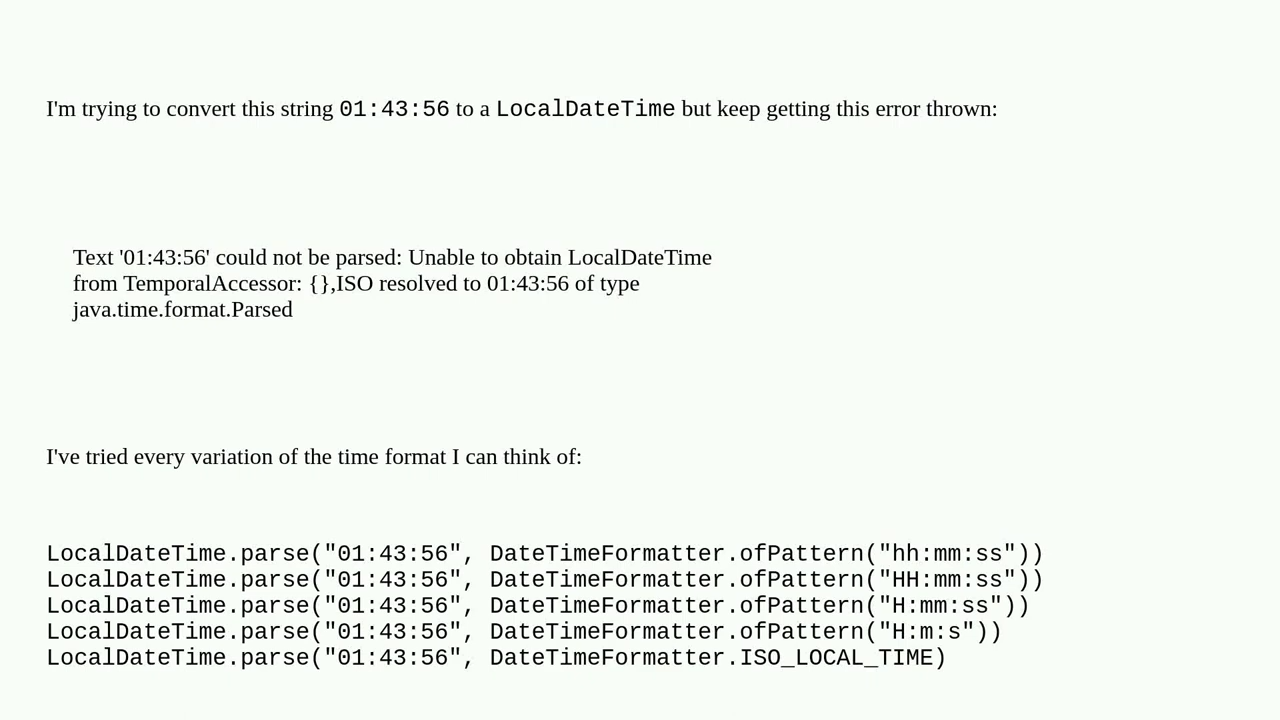 I'm trying to convert this string 01:43:56 to a LocalDateTime but keep getting this error thrown:
Text '01:43:56' could not be parsed: Unable to obtain LocalDateTime
from TemporalAccessor: {},ISO resolved to 01:43:56 of type
java.time.format.Parsed
I've tried every variation of the time format I can think of:
LocalDateTime.parse("01:43:56", DateTimeFormatter.ofPattern("hh:mm:ss"))
LocalDateTime.parse("01:43:56", DateTimeFormatter.ofPattern("HH:mm:ss"))
LocalDateTime.parse("01:43:56", DateTimeFormatter.ofPattern("H:mm:ss"))
LocalDateTime.parse("01:43:56", DateTimeFormatter.ofPattern("H:m:s"))
LocalDateTime.parse("01:43:56", DateTimeFormatter.ISO_LOCAL_TIME)